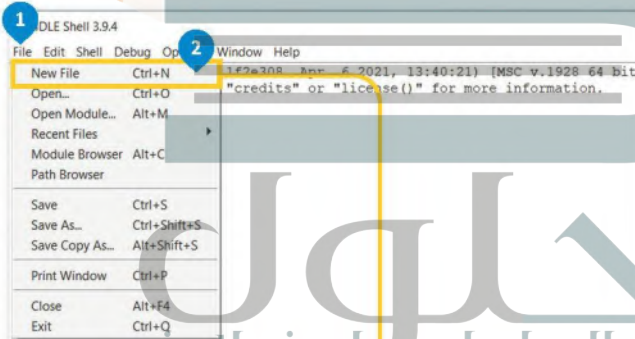 1
IDLE Shell 3.9.4
File Edit Shell Debug Op
2
Window Help
New File Ctrl+N
1f2e308, Apr 6 2021, 13:40:21) [MSC v.1928 64 bit
Open... Ctrl+O
"credits" or "license()" for more information.
Open Module... Alt+M
Recent Files
Module Browser Alt+C
Path Browser
Save Ctrl+S
Save As... Ctrl+Shift+S
Save Copy As... Alt+Shift+S
Print Window Ctrl+P
Close Alt+F4
Exit Ctrl+Q